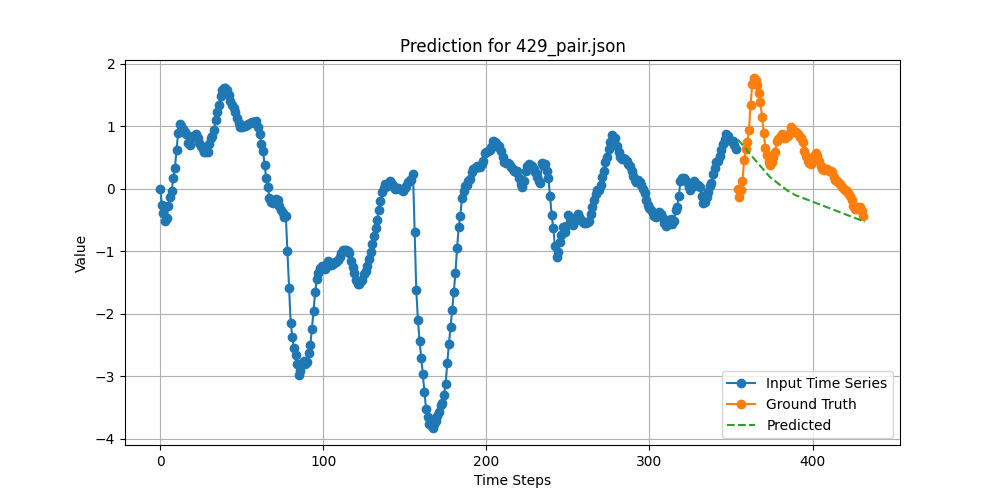 Prediction for 429_pair.json
2
1
0
−1
−2
−3
−4
Value
0
100
200
300
400
Time Steps
Input Time Series
Ground Truth
Predicted